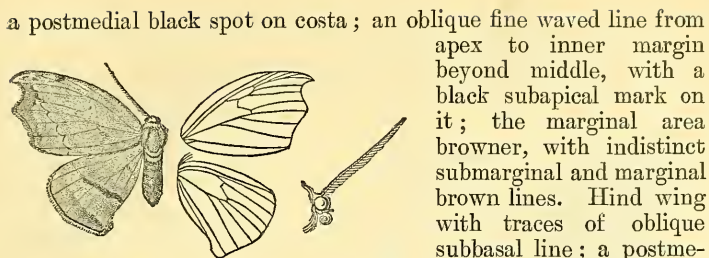 a postmedial black spot on costa; an oblique fine waved line from
apex to inner margin
beyond middle, with a
black subapical mark on
it; the marginal area
browner, with indistinct
submarginal and marginal
brown lines. Hind wing
with traces of oblique
subbasal line; a postme-